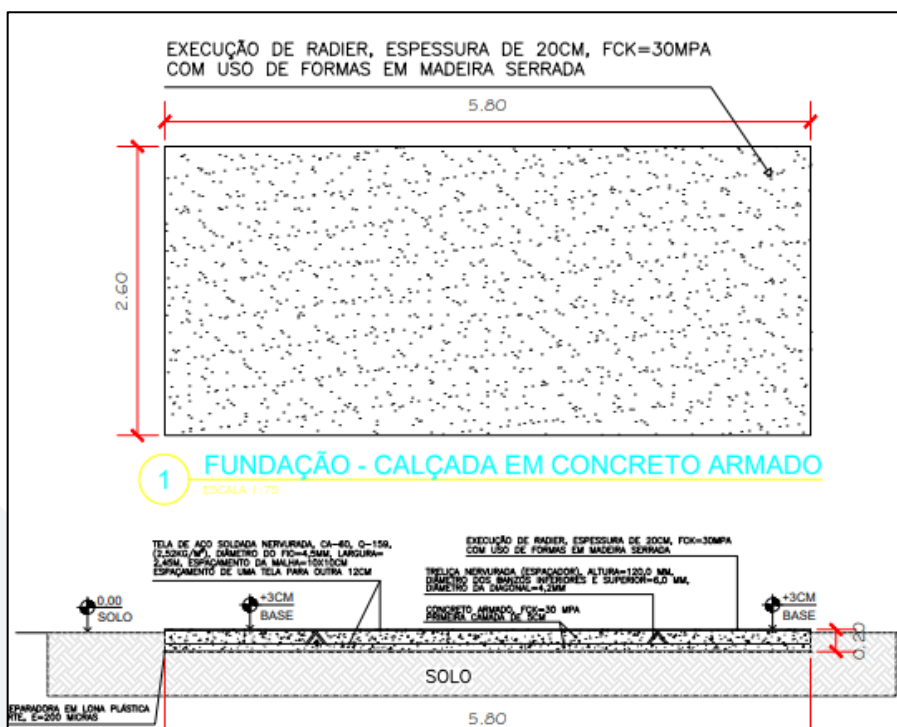 EXECUÇÃO DE RADIER, ESPESSURA DE 20CM, FCK=30MPA
COM USO DE FORMAS EM MADEIRA SERRADA
5.80
2.60
1
FUNDAÇÃO - CALÇADA EM CONCRETO ARMADO
ESCALA 1:75
TELA DE AÇO SOLDADA NERVURADA, CA-60, Q-159,
(2,52KG/M²), DIÂMETRO DO FIO=4,5MM, LARGURA=
2,45M, ESPAÇAMENTO DA MALHA=10X10CM
ESPAÇAMENTO DE UMA TELA PARA OUTRA 12CM
EXECUÇÃO DE RADIER, ESPESSURA DE 20CM, FCK=30MPA
COM USO DE FORMAS EM MADEIRA SERRADA
TRELIÇA NERVURADA (ESPAÇADOR), ALTURA=120,0 MM,
DIÂMETRO DOS BANZOS INFERIORES E SUPERIOR=6,0 MM,
DIÂMETRO DA DIAGONAL=4,2MM
CONCRETO ARMADO, FCK=30 MPA
PRIMEIRA CAMADA DE 5CM
0.00
SOLO
+3CM
BASE
+3CM
BASE
0.20
SOLO
EPARADORA EM LONA PLÁSTICA
RTE, E=200 MICRAS
5.80